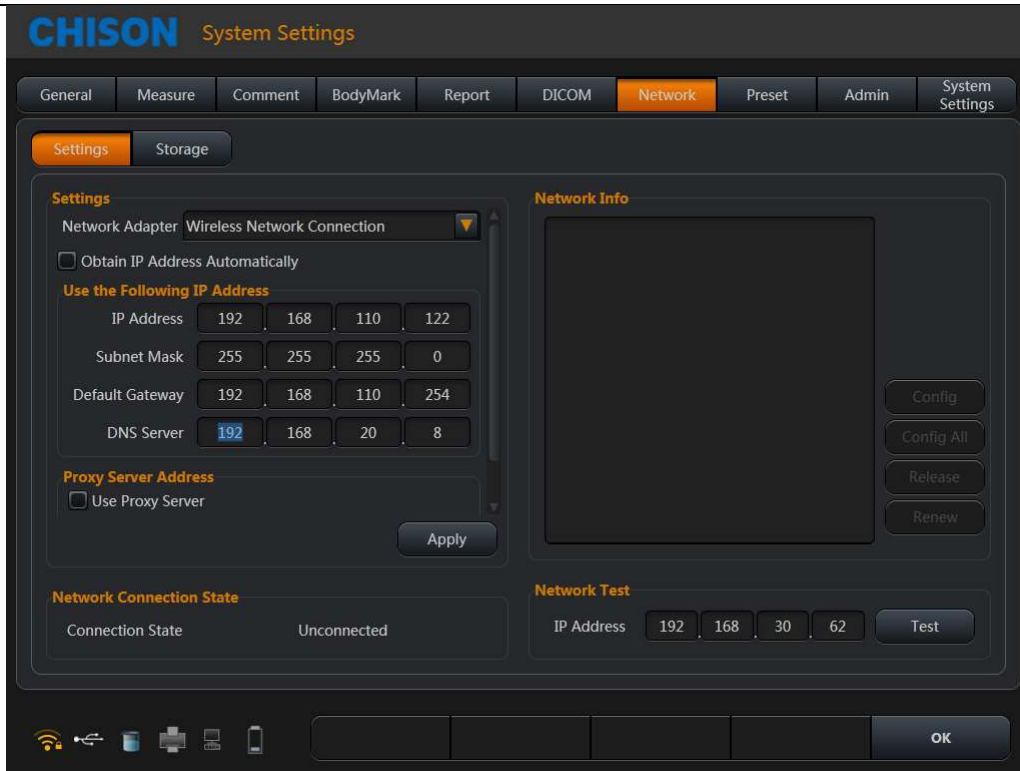 CHISON System Settings
General Measure Comment BodyMark Report DICOM Network Preset Admin System Settings
Settings Storage
Settings
Network Adapter Wireless Network Connection
Obtain IP Address Automatically
Use the Following IP Address
IP Address 192 . 168 . 110 . 122
Subnet Mask 255 . 255 . 255 . 0
Default Gateway 192 . 168 . 110 . 254
DNS Server 192 . 168 . 20 . 8
Proxy Server Address
Use Proxy Server
Apply
Network Connection State
Connection State Unconnected
Network Info
Config
Config All
Release
Renew
Network Test
IP Address 192 . 168 . 30 . 62 Test
OK